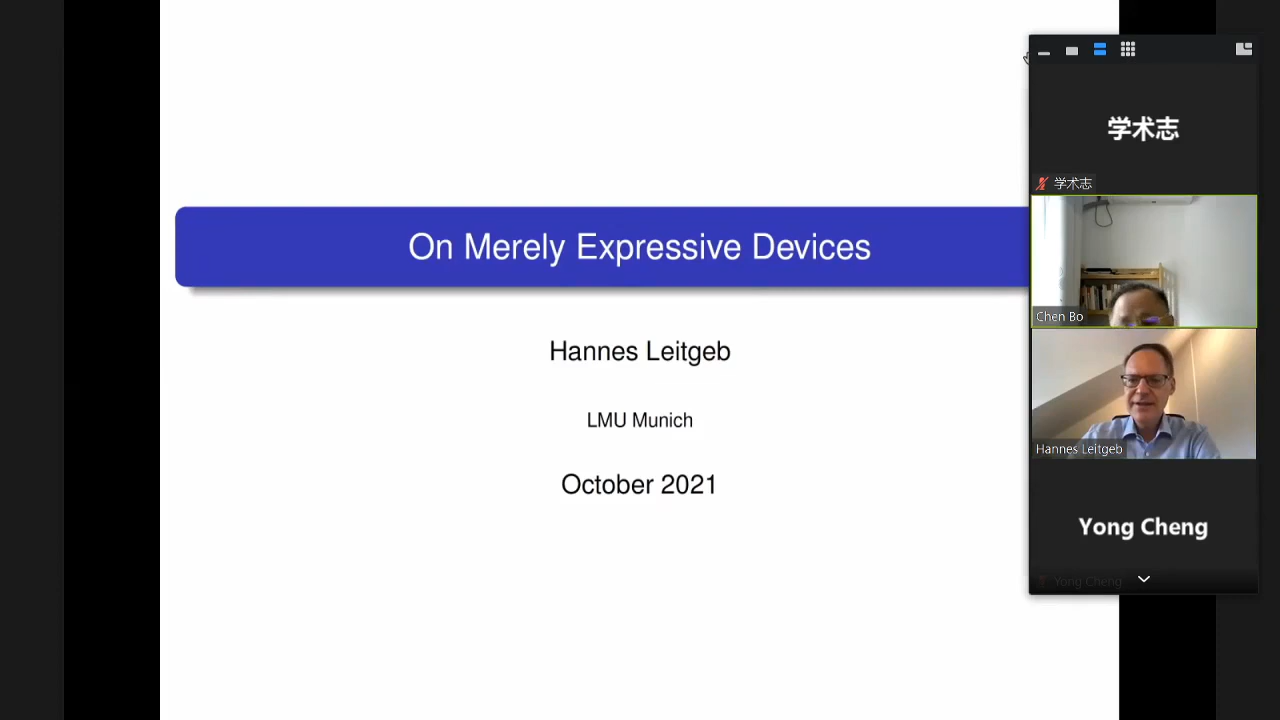 On Merely Expressive Devices
Hannes Leitgeb
LMU Munich
October 2021
学术志
学术志
Chen Bo
Hannes Leitgeb
Yong Cheng
Yong Cheng